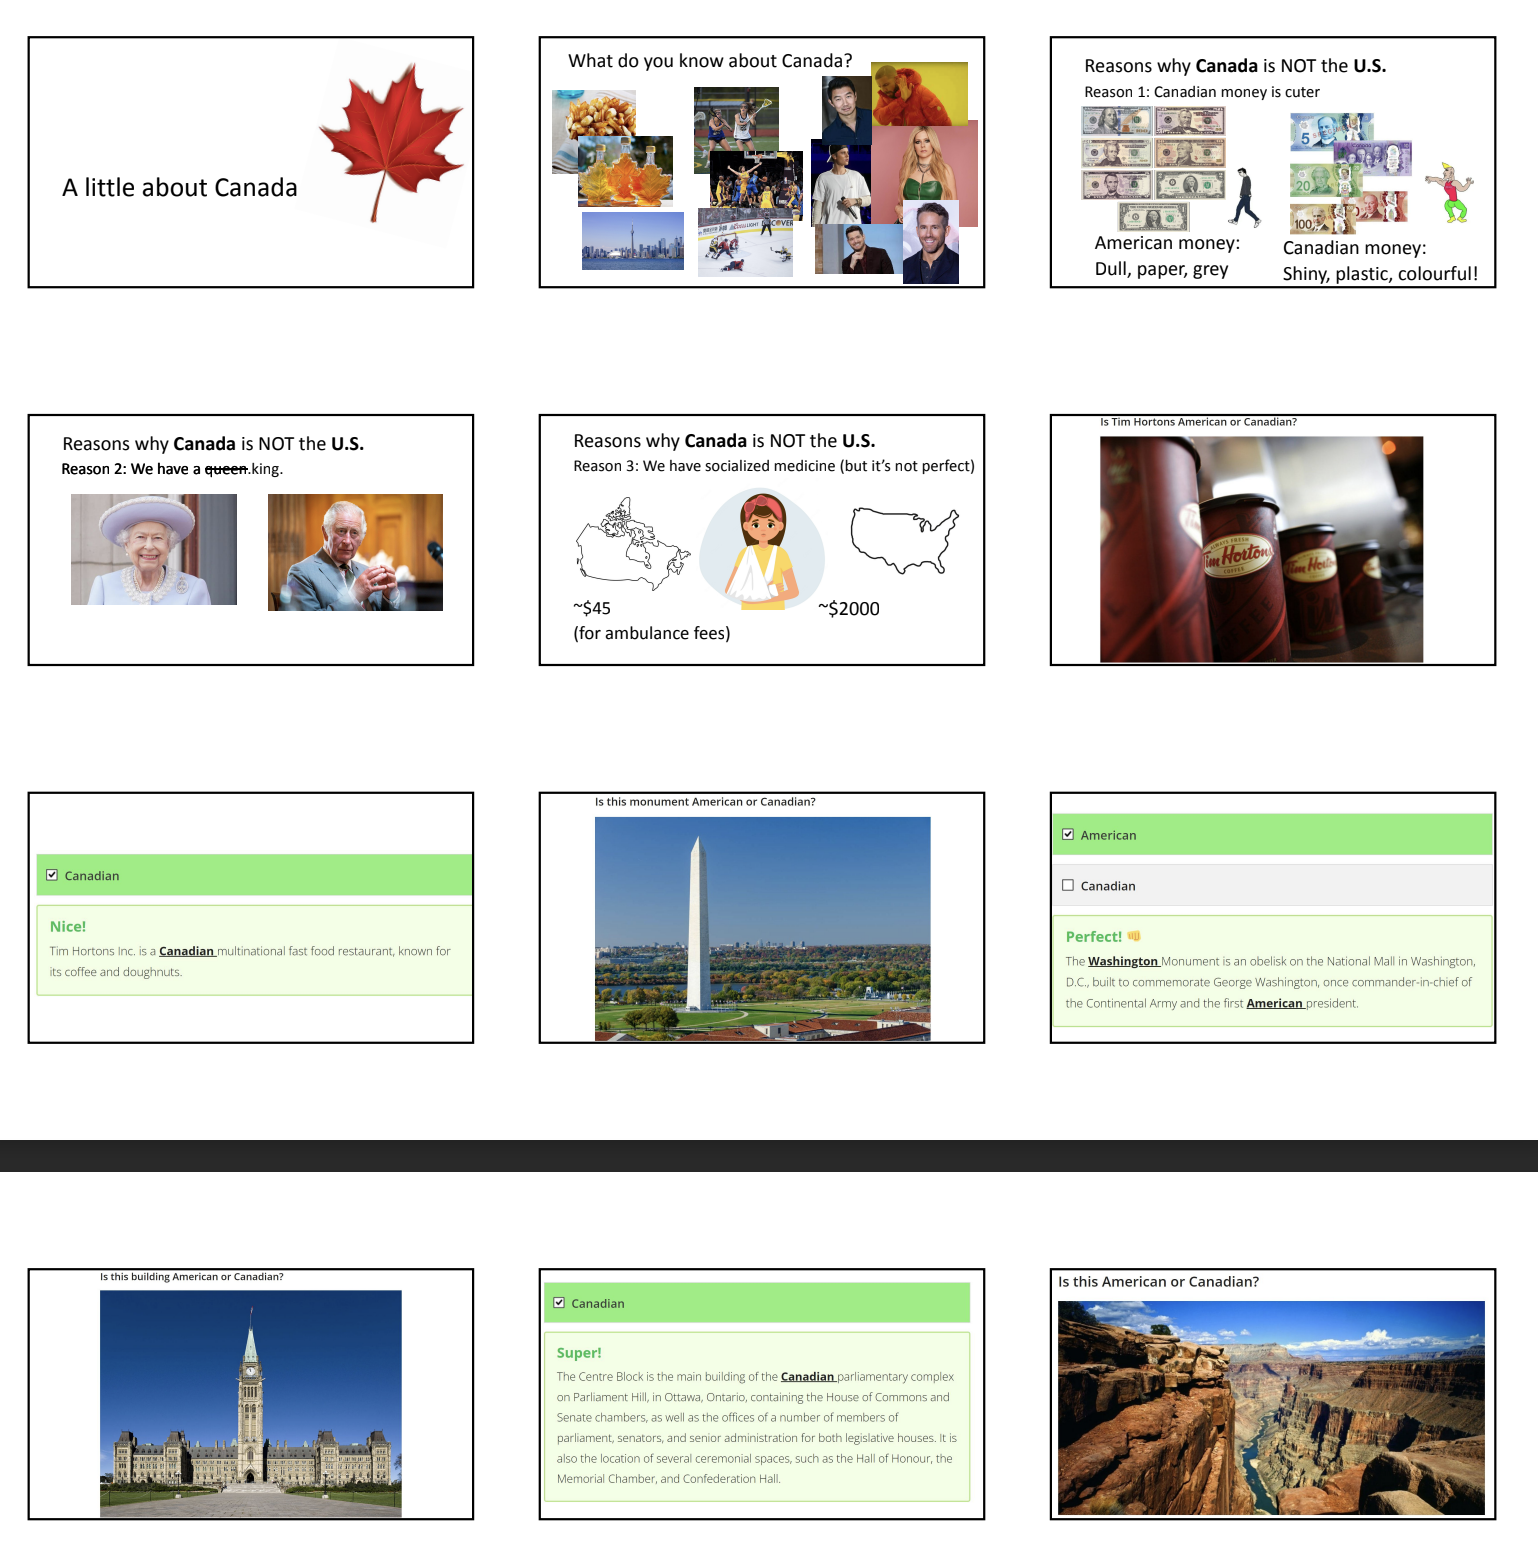 A little about Canada
What do you know about Canada?
Reasons why Canada is NOT the U.S.
Reason 1: Canadian money is cuter
5
20
100
American money:
Dull, paper, grey
Canadian money:
Shiny, plastic, colourful!
Reasons why Canada is NOT the U.S.
Reason 2: We have a queen.king.
Reasons why Canada is NOT the U.S.
Reason 3: We have socialized medicine (but it’s not perfect)
~$45
(for ambulance fees)
~$2000
Is Tim Hortons American or Canadian?
ALWAYS FRESH
Tim Hortons
COFFEE
Tim Hortons
Canadian
Nice!
Tim Hortons Inc. is a Canadian multinational fast food restaurant, known for
its coffee and doughnuts.
Is this monument American or Canadian?
American
Canadian
Perfect! 👊
The Washington Monument is an obelisk on the National Mall in Washington,
D.C., built to commemorate George Washington, once commander-in-chief of
the Continental Army and the first American president.
Is this building American or Canadian?
Canadian
Super!
The Centre Block is the main building of the Canadian parliamentary complex
on Parliament Hill, in Ottawa, Ontario, containing the House of Commons and
Senate chambers, as well as the offices of a number of members of
parliament, senators, and senior administration for both legislative houses. It is
also the location of several ceremonial spaces, such as the Hall of Honour, the
Memorial Chamber, and Confederation Hall.
Is this American or Canadian?